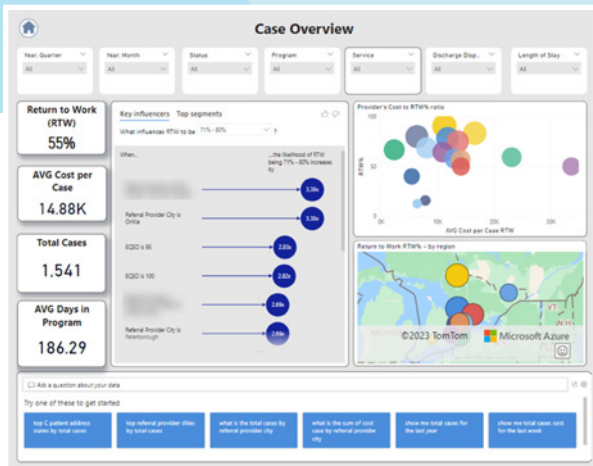 Case Overview
Year, Quarter
All
Year, Month
All
Status
All
Program
All
Service
All
Discharge Disp...
All
Length of Stay
All
Return to Work
(RTW)
55%
AVG Cost per
Case
14.88K
Total Cases
1,541
AVG Days in
Program
186.29
Key influencers
Top segments
What influences RTW to be
71% - 80%
When...
...the likelihood of RTW
being 71% - 80% increases
by
3.30x
Referral Provider City is
Orillia
3.30x
EQ5D is 85
2.83x
EQ5D is 100
2.82x
2.69x
Referral Provider City is
Peterborough
Provider's Cost to RTW% ratio
RTW%
100
50
0
0K
10K
20K
30K
AVG Cost per Case RTW
Return to Work RTW% - by region
VT.
N.H.
©2023 TomTom
Microsoft Azure
Ask a question about your data
Try one of these to get started
top C patient address
states by total cases
top referral provider cities
by total cases
what is the total cases by
referral provider city
what is the sum of cost
case by referral provider
city
show me total cases for
the last year
show me total cases cost
for the last week